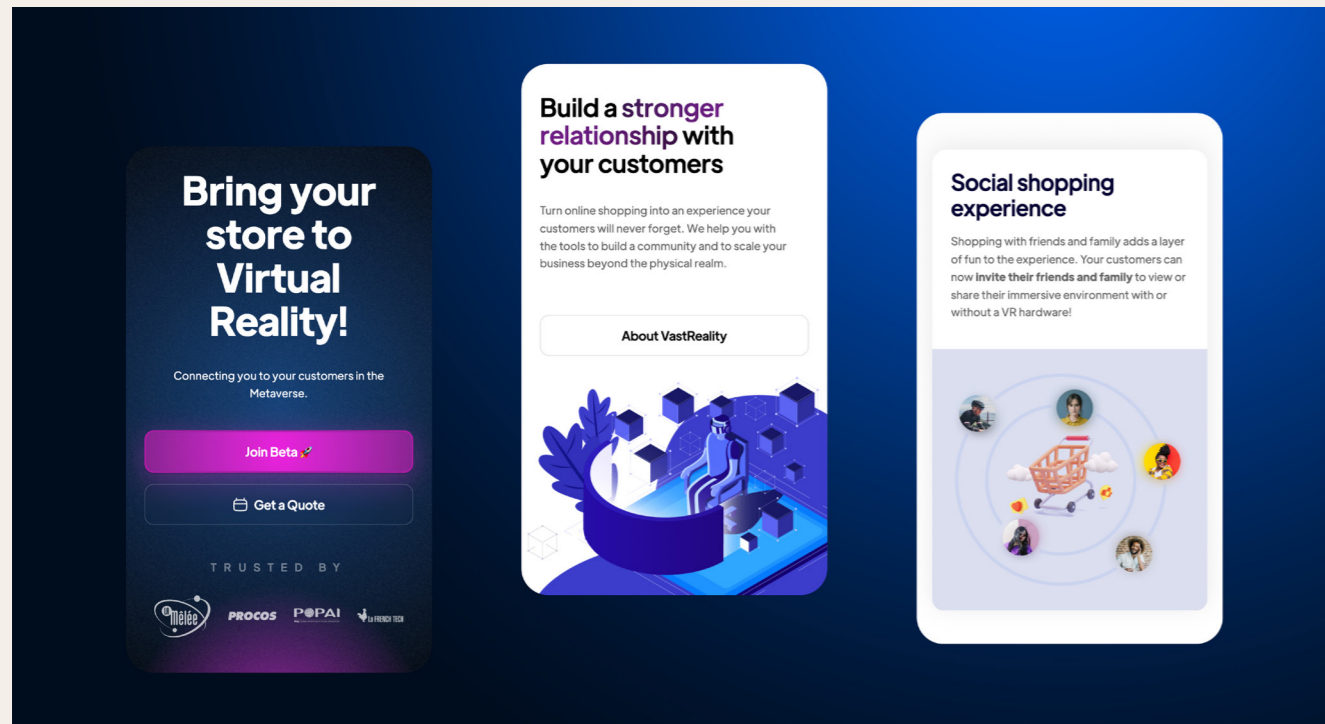 Bring your
store to
Virtual
Reality!
Connecting you to your customers in the
Metaverse.
Join Beta 🚀
Get a Quote
TRUSTED BY
la
mêlée
PROCOS
POPAI
La FRENCH TECH
Build a stronger
relationship with
your customers
Turn online shopping into an experience your
customers will never forget. We help you with
the tools to build a community and to scale your
business beyond the physical realm.
About VastReality
Social shopping
experience
Shopping with friends and family adds a layer
of fun to the experience. Your customers can
now invite their friends and family to view or
share their immersive environment with or
without a VR hardware!